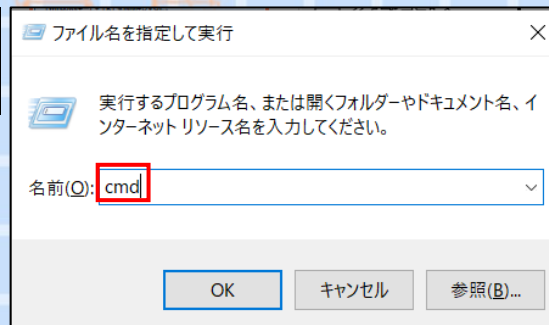 ファイル名を指定して実行
実行するプログラム名、または開くフォルダーやドキュメント名、イ
ンターネット リソース名を入力してください。
名前(O): cmd
OK キャンセル 参照(B)...